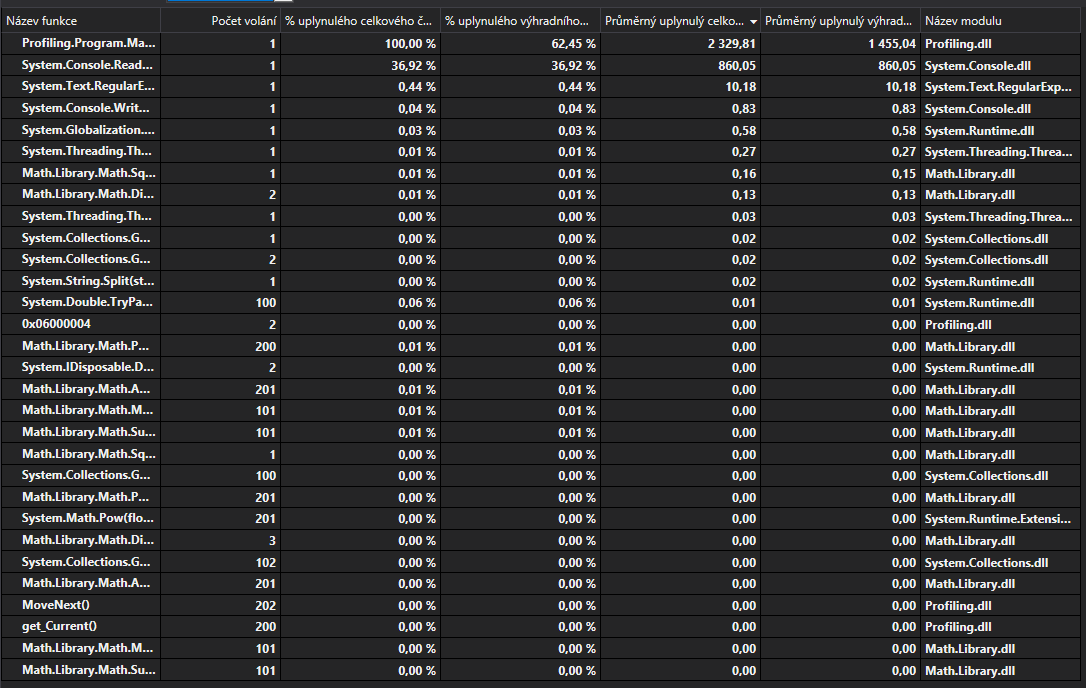 Název funkce Počet volání % uplynulého celkového č... % uplynulého výhradního... Průměrný uplynulý celko... Průměrný uplynulý výhrad... Název modulu
Profiling.Program.Ma... 1 100,00 % 62,45 % 2 329,81 1 455,04 Profiling.dll
System.Console.Read... 1 36,92 % 36,92 % 860,05 860,05 System.Console.dll
System.Text.RegularE... 1 0,44 % 0,44 % 10,18 10,18 System.Text.RegularExp...
System.Console.Writ... 1 0,04 % 0,04 % 0,83 0,83 System.Console.dll
System.Globalization.... 1 0,03 % 0,03 % 0,58 0,58 System.Runtime.dll
System.Threading.Th... 1 0,01 % 0,01 % 0,27 0,27 System.Threading.Threa...
Math.Library.Math.Sq... 1 0,01 % 0,01 % 0,16 0,15 Math.Library.dll
Math.Library.Math.Di... 2 0,01 % 0,01 % 0,13 0,13 Math.Library.dll
System.Threading.Th... 1 0,00 % 0,00 % 0,03 0,03 System.Threading.Threa...
System.Collections.G... 1 0,00 % 0,00 % 0,02 0,02 System.Collections.dll
System.Collections.G... 2 0,00 % 0,00 % 0,02 0,02 System.Collections.dll
System.String.Split(st... 1 0,00 % 0,00 % 0,02 0,02 System.Runtime.dll
System.Double.TryPa... 100 0,06 % 0,06 % 0,01 0,01 System.Runtime.dll
0x06000004 2 0,00 % 0,00 % 0,00 0,00 Profiling.dll
Math.Library.Math.P... 200 0,01 % 0,01 % 0,00 0,00 Math.Library.dll
System.IDisposable.D... 2 0,00 % 0,00 % 0,00 0,00 System.Runtime.dll
Math.Library.Math.A... 201 0,01 % 0,01 % 0,00 0,00 Math.Library.dll
Math.Library.Math.M... 101 0,01 % 0,01 % 0,00 0,00 Math.Library.dll
Math.Library.Math.Su... 101 0,01 % 0,01 % 0,00 0,00 Math.Library.dll
Math.Library.Math.Sq... 1 0,00 % 0,00 % 0,00 0,00 Math.Library.dll
System.Collections.G... 100 0,00 % 0,00 % 0,00 0,00 System.Collections.dll
Math.Library.Math.P... 201 0,00 % 0,00 % 0,00 0,00 Math.Library.dll
System.Math.Pow(flo... 201 0,00 % 0,00 % 0,00 0,00 System.Runtime.Extensi...
Math.Library.Math.Di... 3 0,00 % 0,00 % 0,00 0,00 Math.Library.dll
System.Collections.G... 102 0,00 % 0,00 % 0,00 0,00 System.Collections.dll
Math.Library.Math.A... 201 0,00 % 0,00 % 0,00 0,00 Math.Library.dll
MoveNext() 202 0,00 % 0,00 % 0,00 0,00 Profiling.dll
get_Current() 200 0,00 % 0,00 % 0,00 0,00 Profiling.dll
Math.Library.Math.M... 101 0,00 % 0,00 % 0,00 0,00 Math.Library.dll
Math.Library.Math.Su... 101 0,00 % 0,00 % 0,00 0,00 Math.Library.dll